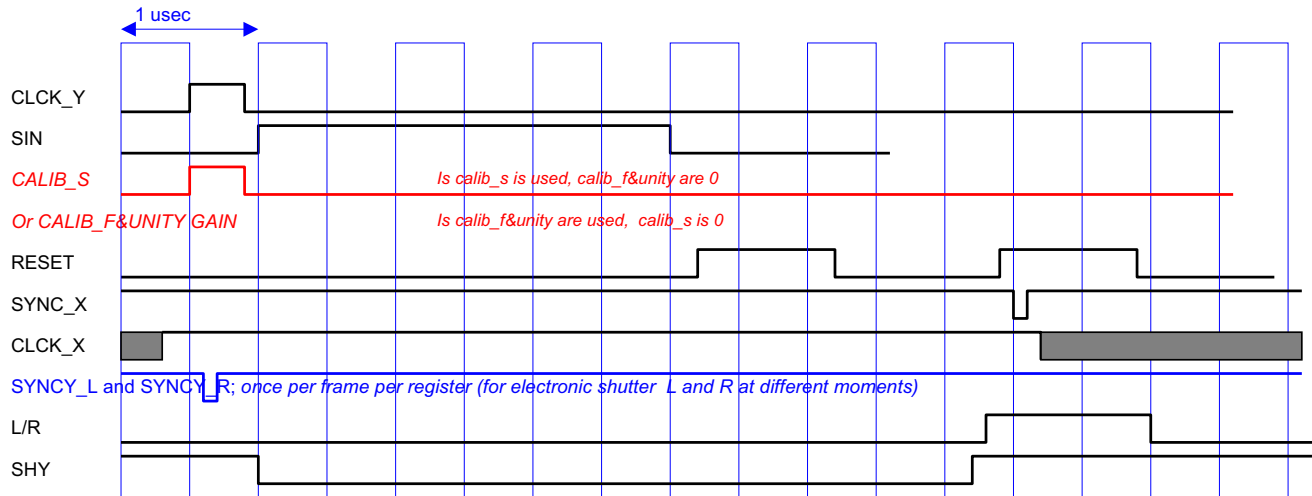 1 usec
CLCK_Y
SIN
CALIB_S Is calib_s is used, calib_f&unity are 0
Or CALIB_F&UNITY GAIN Is calib_f&unity are used, calib_s is 0
RESET
SYNC_X
CLCK_X
SYNCY_L and SYNCY_R; once per frame per register (for electronic shutter L and R at different moments)
L/R
SHY